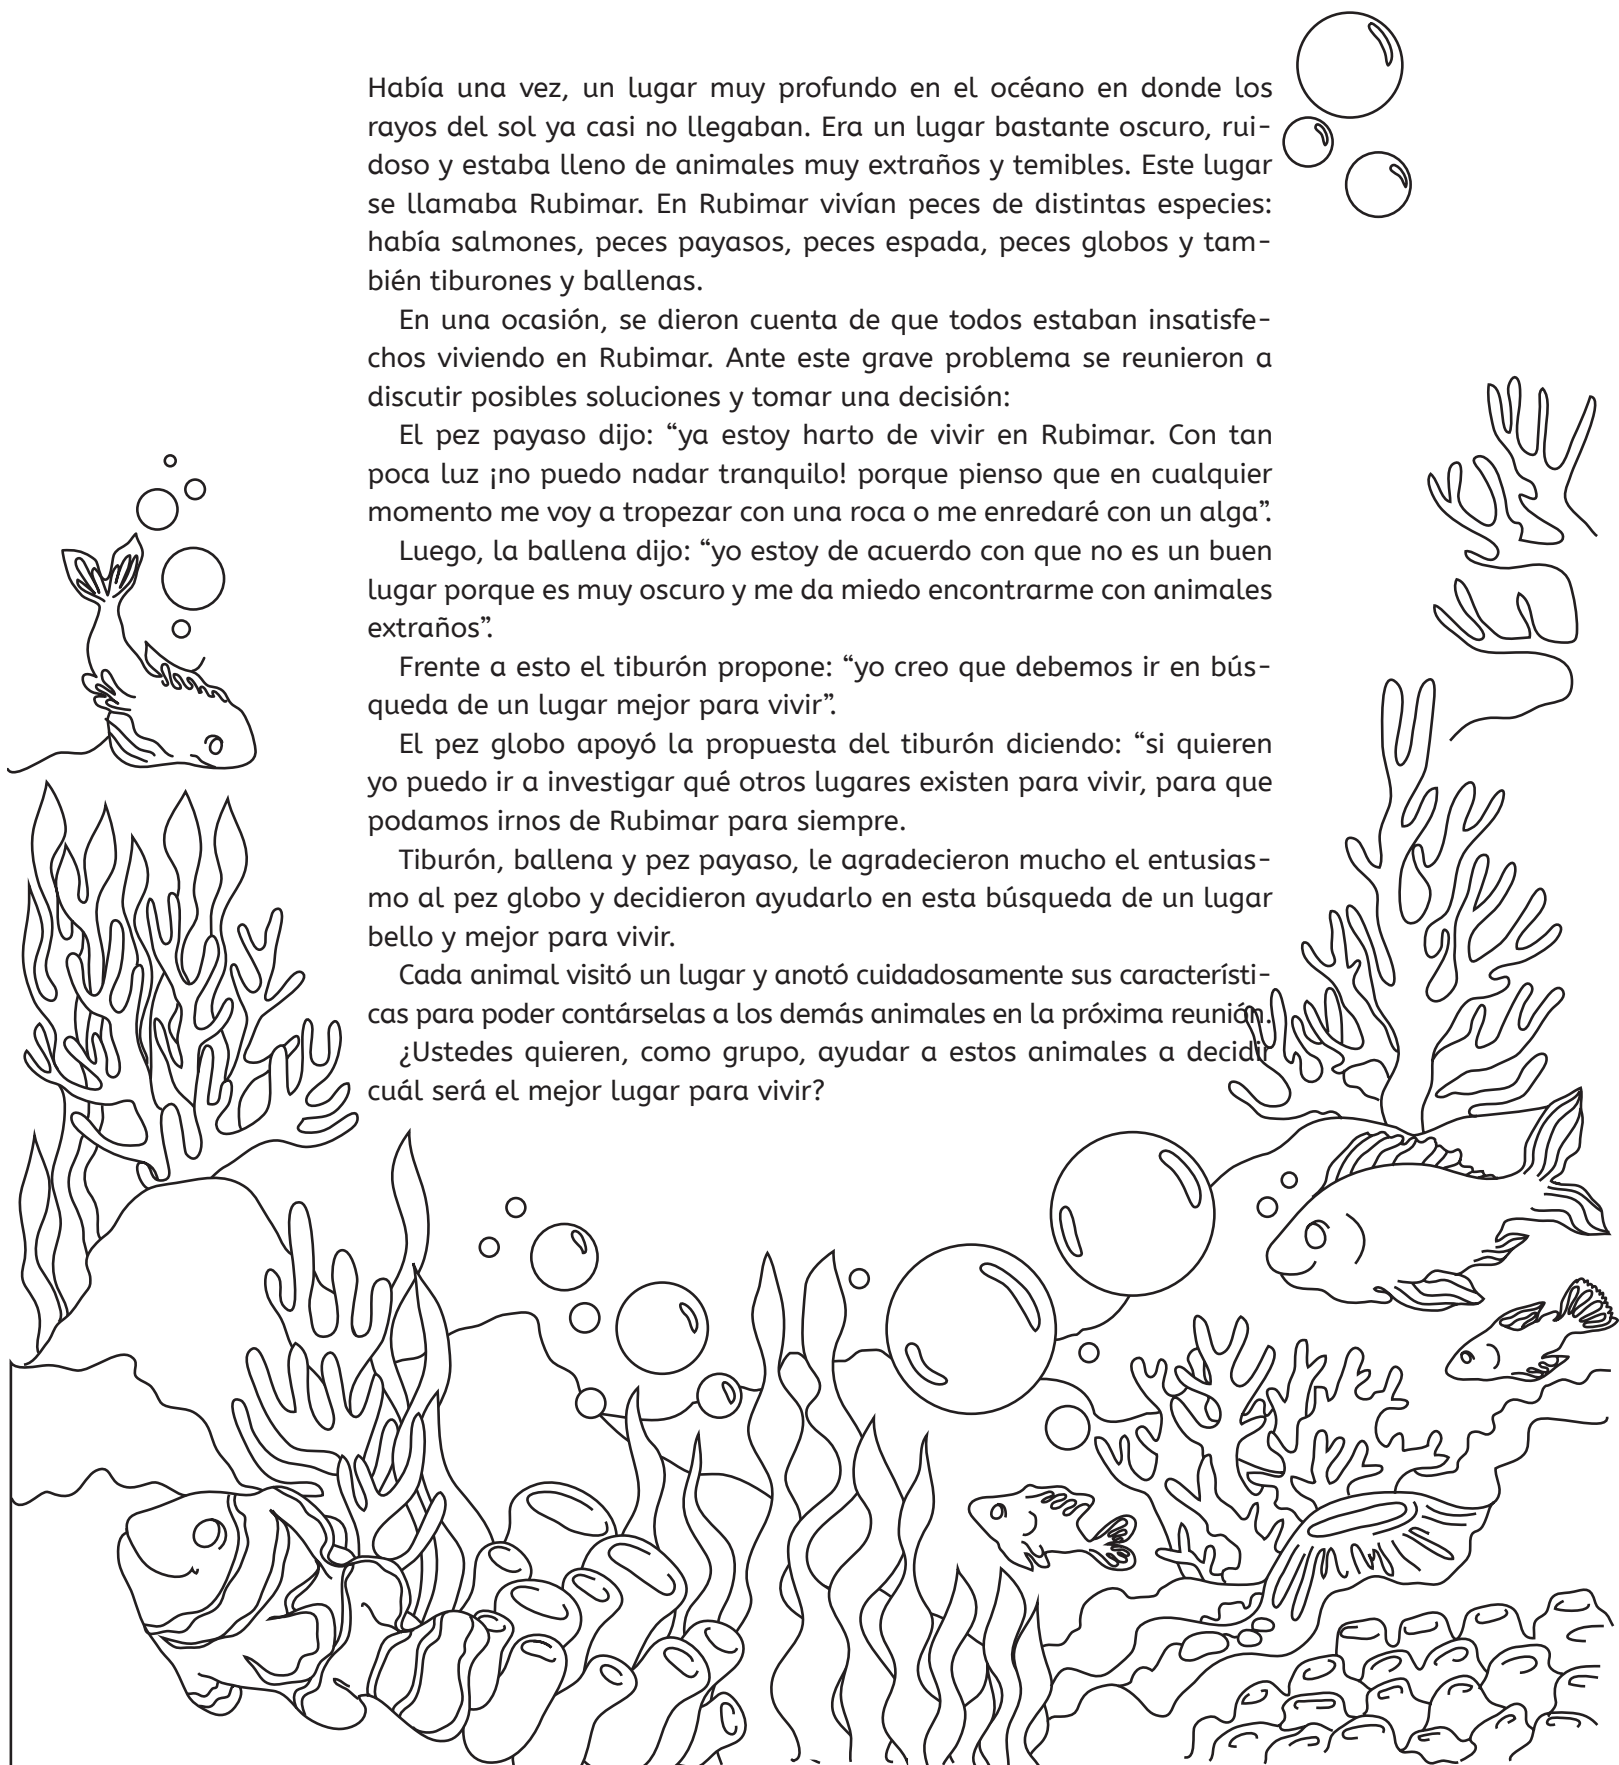 Había una vez, un lugar muy profundo en el océano en donde los
rayos del sol ya casi no llegaban. Era un lugar bastante oscuro, rui-
doso y estaba lleno de animales muy extraños y temibles. Este lugar
se llamaba Rubimar. En Rubimar vivían peces de distintas especies:
había salmones, peces payasos, peces espada, peces globos y tam-
bién tiburones y ballenas.
En una ocasión, se dieron cuenta de que todos estaban insatisfe-
chos viviendo en Rubimar. Ante este grave problema se reunieron a
discutir posibles soluciones y tomar una decisión:
El pez payaso dijo: “ya estoy harto de vivir en Rubimar. Con tan
poca luz ¡no puedo nadar tranquilo! porque pienso que en cualquier
momento me voy a tropezar con una roca o me enredaré con un alga”.
Luego, la ballena dijo: “yo estoy de acuerdo con que no es un buen
lugar porque es muy oscuro y me da miedo encontrarme con animales
extraños”.
Frente a esto el tiburón propone: “yo creo que debemos ir en bús-
queda de un lugar mejor para vivir”.
El pez globo apoyó la propuesta del tiburón diciendo: “si quieren
yo puedo ir a investigar qué otros lugares existen para vivir, para que
podamos irnos de Rubimar para siempre.
Tiburón, ballena y pez payaso, le agradecieron mucho el entusias-
mo al pez globo y decidieron ayudarlo en esta búsqueda de un lugar
bello y mejor para vivir.
Cada animal visitó un lugar y anotó cuidadosamente sus característi-
cas para poder contárselas a los demás animales en la próxima reunión.
¿Ustedes quieren, como grupo, ayudar a estos animales a decidir
cuál será el mejor lugar para vivir?